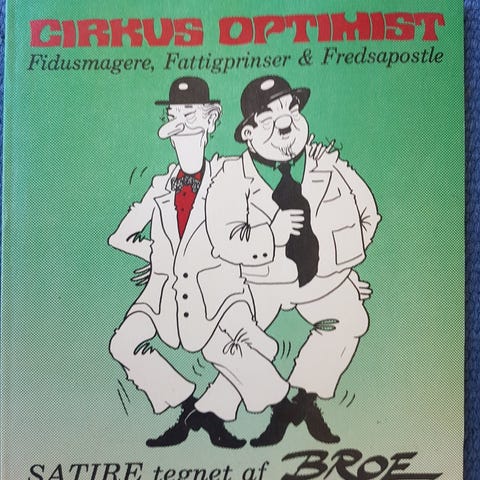 CIRKUS OPTIMIST
Fidusmagere, Fattigprinser & Fredsapostle
SATIRE tegnet af BROE